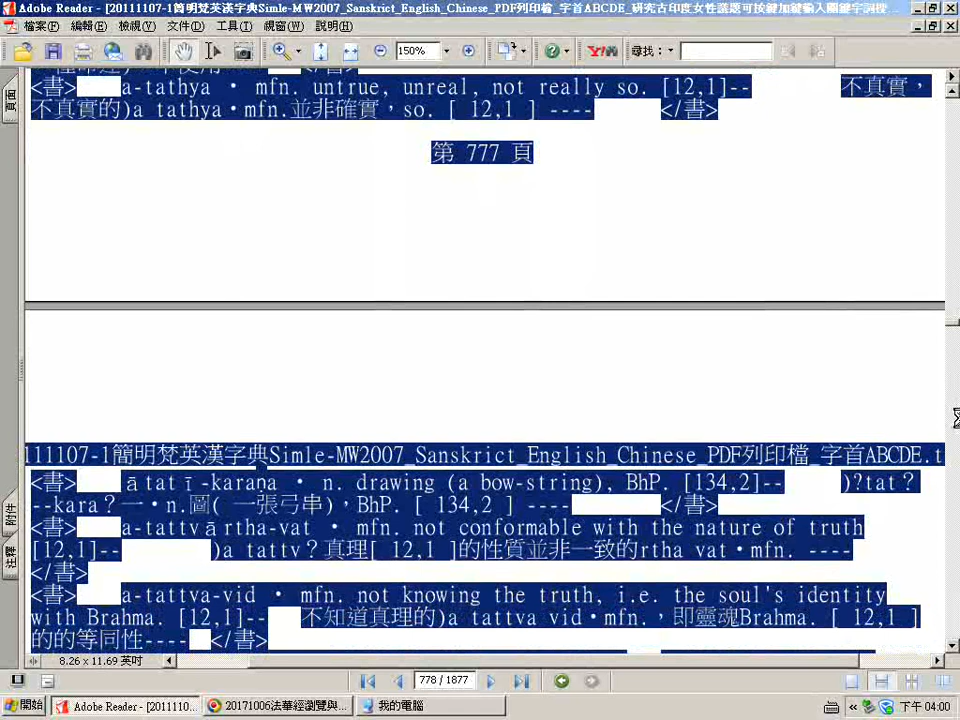 Adobe Reader - [20111107-1簡明梵英漢字典Simle-MW2007_Sanskrict_English_Chinese_PDF列印檔_字首ABCDE_研究古印度女性議題可按鍵加鍵輸入關鍵字詞搜
檔案(F) 編輯(E) 檢視(V) 文件(D) 工具(T) 視窗(W) 說明(H)
150% Y! 尋找：
頁面
<書> a-tathya • mfn. untrue, unreal, not really so. [12,1]-- 不真實，
不真實的)a tathya•mfn.並非確實，so. [ 12,1 ] ---- </書>
第 777 頁
111107-1簡明梵英漢字典Simle-MW2007_Sanskrict_English_Chinese_PDF列印檔_字首ABCDE.t
<書> ātatī-karaṇa • n. drawing (a bow-string), BhP. [134,2]-- )?tat？
--kara？一•n.圖( 一張弓串)，BhP. [ 134,2 ] ---- </書>
<書> a-tattvārtha-vat • mfn. not conformable with the nature of truth
[12,1]-- )a tattv？真理[ 12,1 ]的性質並非一致的rtha vat•mfn. ----
</書>
<書> a-tattva-vid • mfn. not knowing the truth, i.e. the soul's identity
with Brahma. [12,1]-- 不知道真理的)a tattva vid•mfn.，即靈魂Brahma. [ 12,1 ]
的的等同性---- </書>
附件
注釋
8.26 x 11.69 英吋
778 / 1877
開始 Adobe Reader - [2011110... 20171006法華經瀏覽與... 我的電腦 下午 04:00